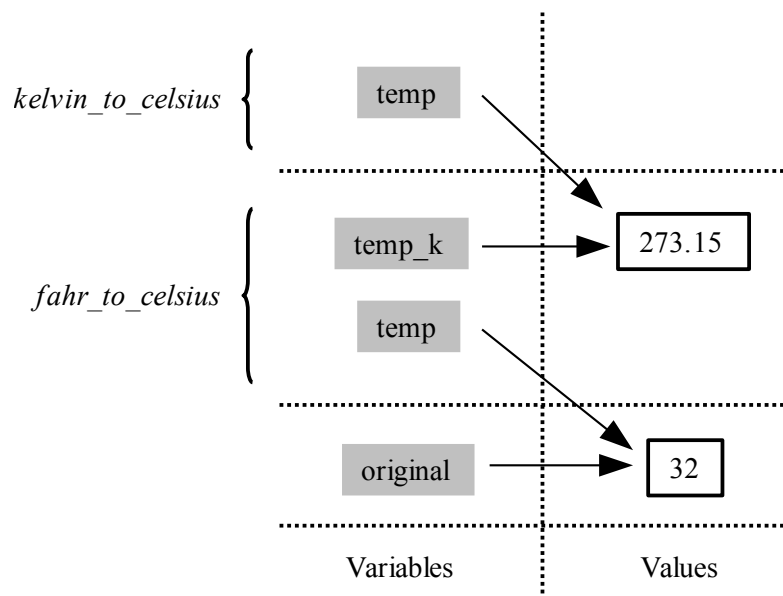 kelvin_to_celsius
temp
temp_k
273.15
fahr_to_celsius
temp
original
32
Variables
Values